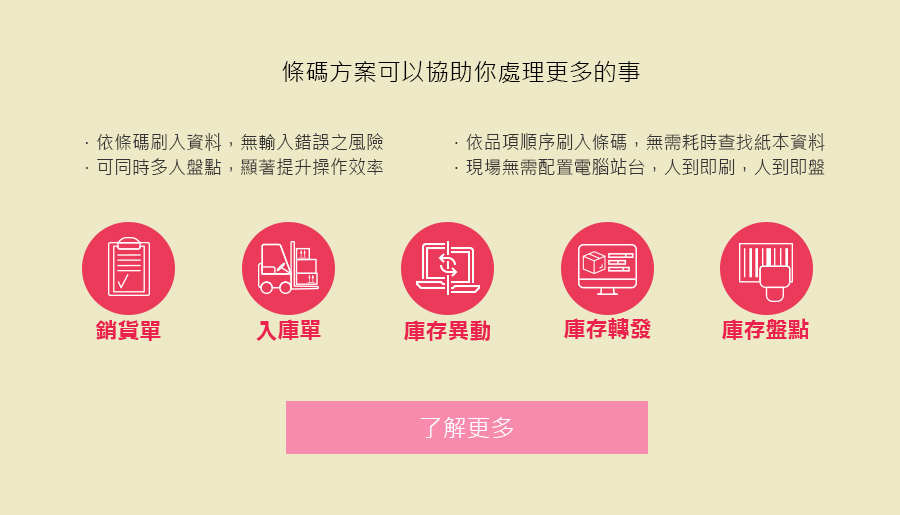 條碼方案可以協助你處理更多的事
· 依條碼刷入資料，無輸入錯誤之風險
· 可同時多人盤點，顯著提升操作效率
· 依品項順序刷入條碼，無需耗時查找紙本資料
· 現場無需配置電腦站台，人到即刷，人到即盤
銷貨單
入庫單
庫存異動
庫存轉發
庫存盤点
了解更多